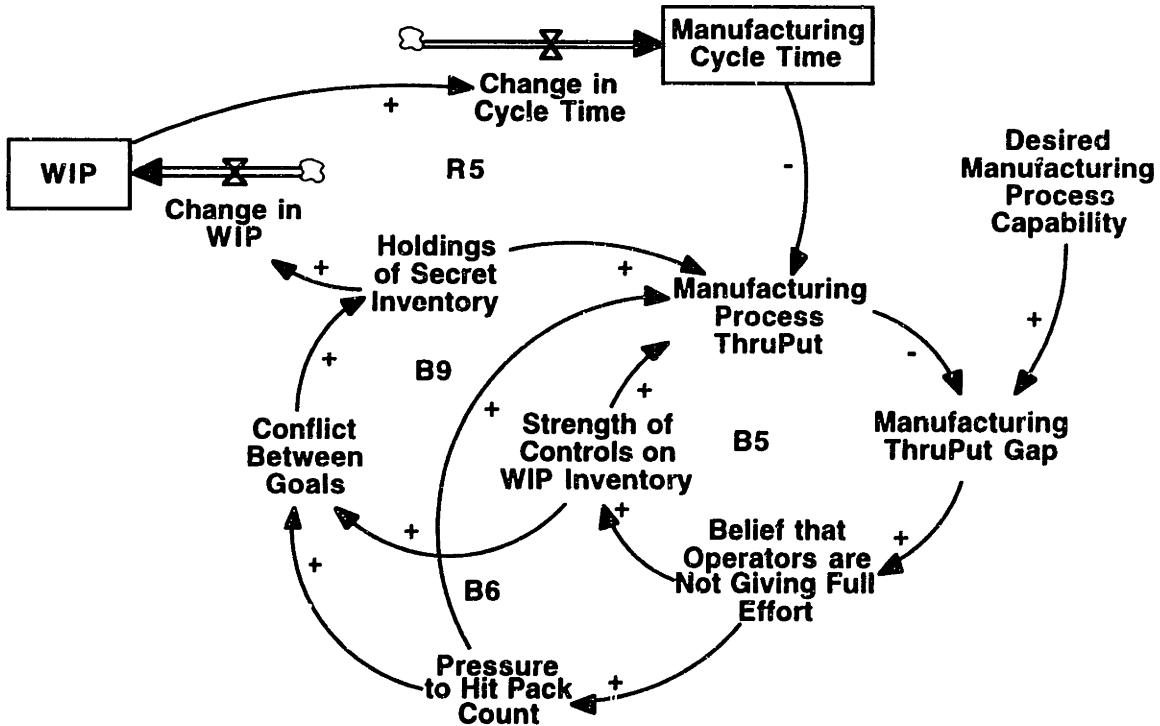 Manufacturing
Cycle Time
Change in
Cycle Time
+
WIP
R5
-
Desired
Manufacturing
Process
Capability
Change in
WIP
Holdings
of Secret
Inventory
+
+
Manufacturing
Process
ThruPut
+
-
+
B9
+
+
Strength of
Controls on
WIP Inventory
B5
Manufacturing
ThruPut Gap
Conflict
Between
Goals
+
+
+
Belief that
Operators are
Not Giving Full
Effort
+
B6
Pressure
to Hit Pack
Count
+